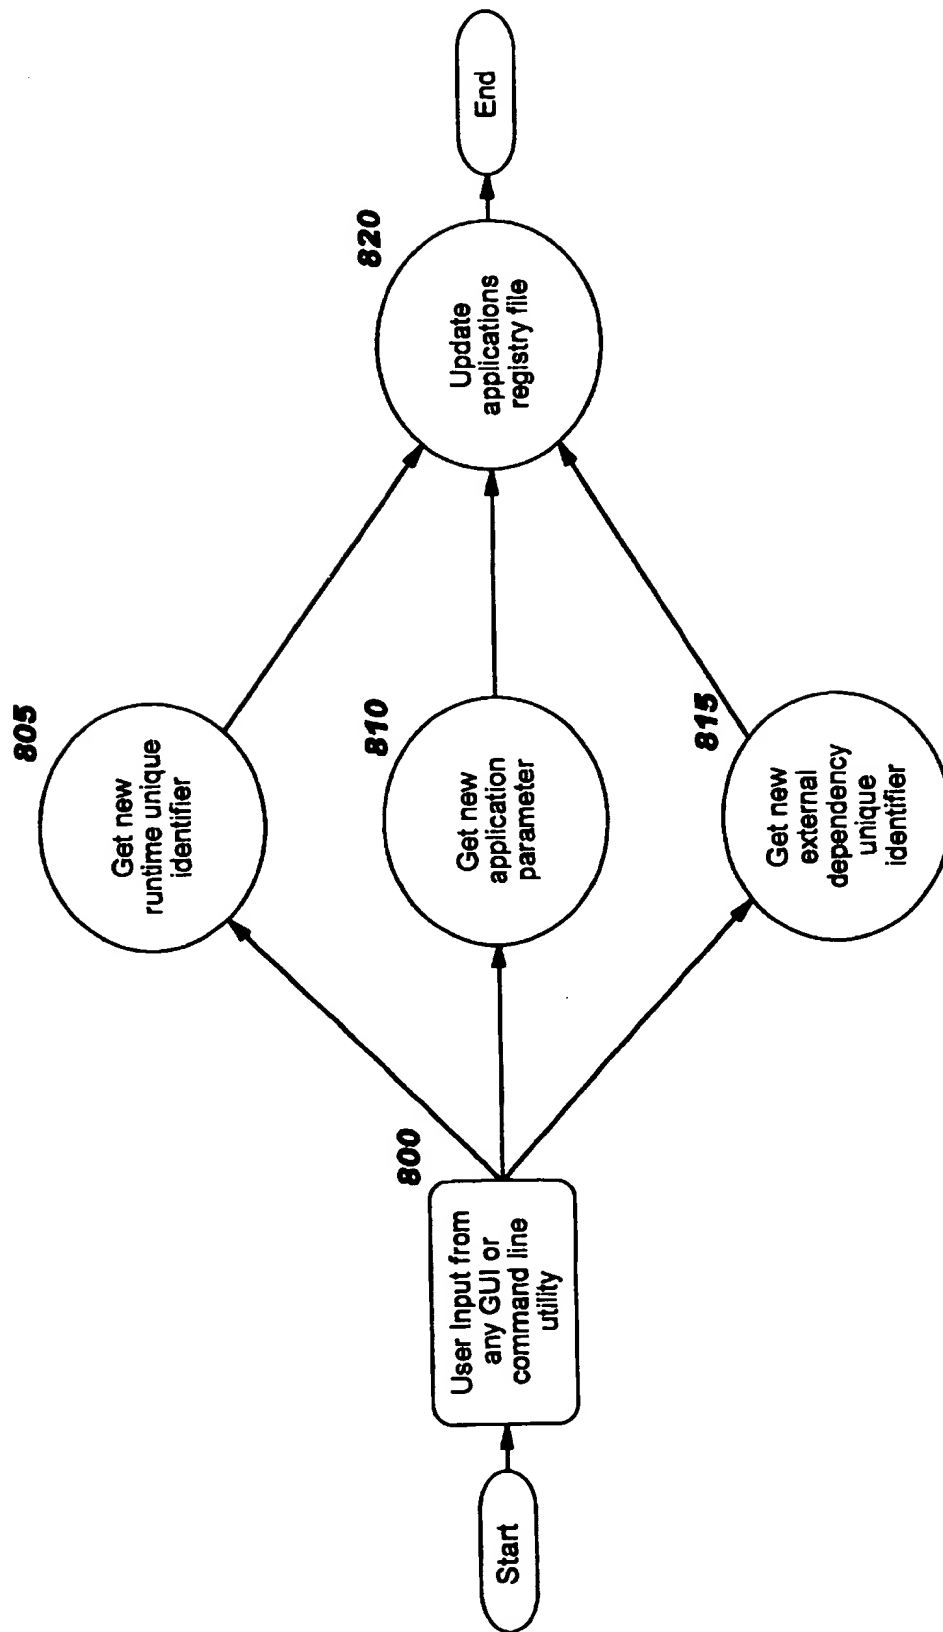 Start
800
User Input from
any GUI or
command line
utility
805
Get new
runtime unique
identifier
810
Get new
application
parameter
815
Get new
external
dependency
unique
identifier
820
Update
applications
registry file
End